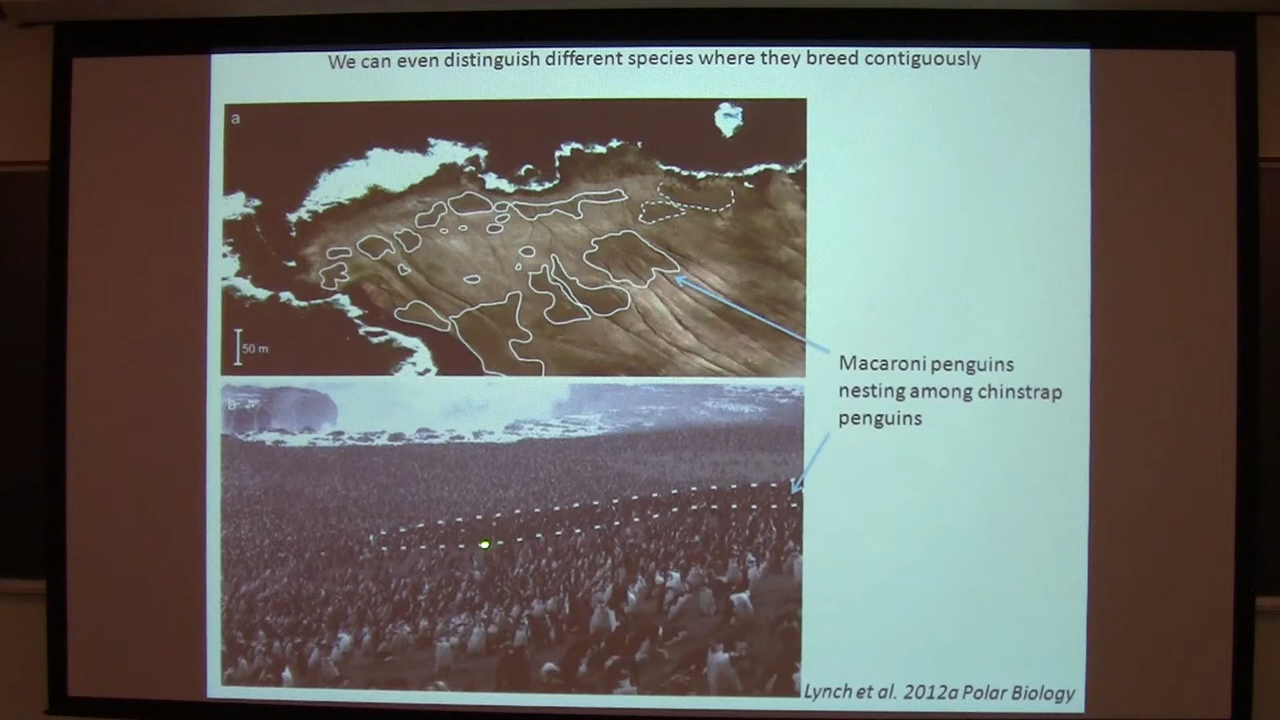 We can even distinguish different species where they breed contiguously
a
50 m
b
Macaroni penguins
nesting among chinstrap
penguins
Lynch et al. 2012a Polar Biology